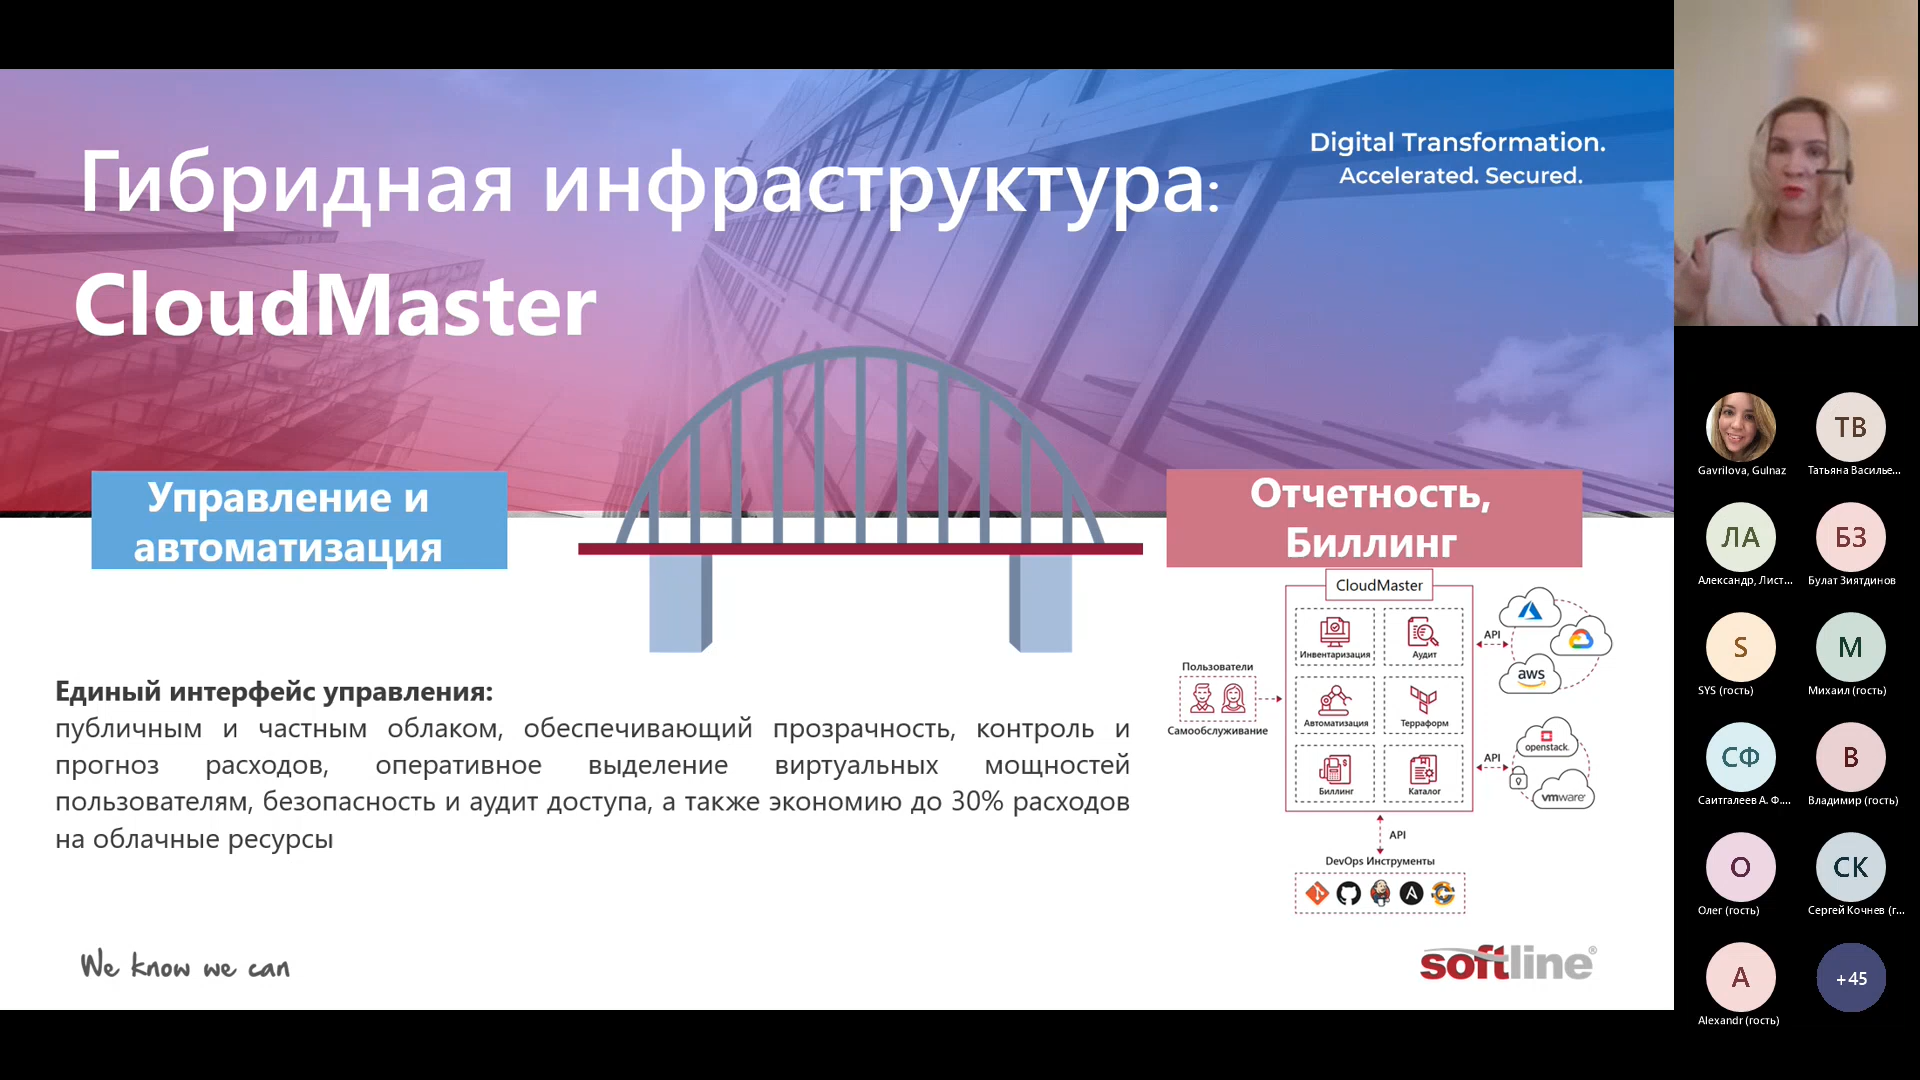 Гибридная инфраструктура:
CloudMaster
Digital Transformation.
Accelerated. Secured.
Управление и
автоматизация
Отчетность,
Биллинг
Единый интерфейс управления:
публичным и частным облаком, обеспечивающий прозрачность, контроль и
прогноз расходов, оперативное выделение виртуальных мощностей
пользователям, безопасность и аудит доступа, а также экономию до 30% расходов
на облачные ресурсы
CloudMaster
Инвентаризация
Аудит
Автоматизация
Терраформ
Биллинг
Каталог
Пользователи
Самообслуживание
API
aws
API
openstack.
vmware
API
DevOps Инструменты
A
We know we can
softline®
Gavrilova, Gulnaz
ТВ
Татьяна Василье...
ЛА
Александр, Лист...
БЗ
Булат Зиятдинов
S
SYS (гость)
М
Михаил (гость)
СФ
Саитгалеев А. Ф....
В
Владимир (гость)
О
Олег (гость)
СК
Сергей Кочнев (г...
A
Alexandr (гость)
+45